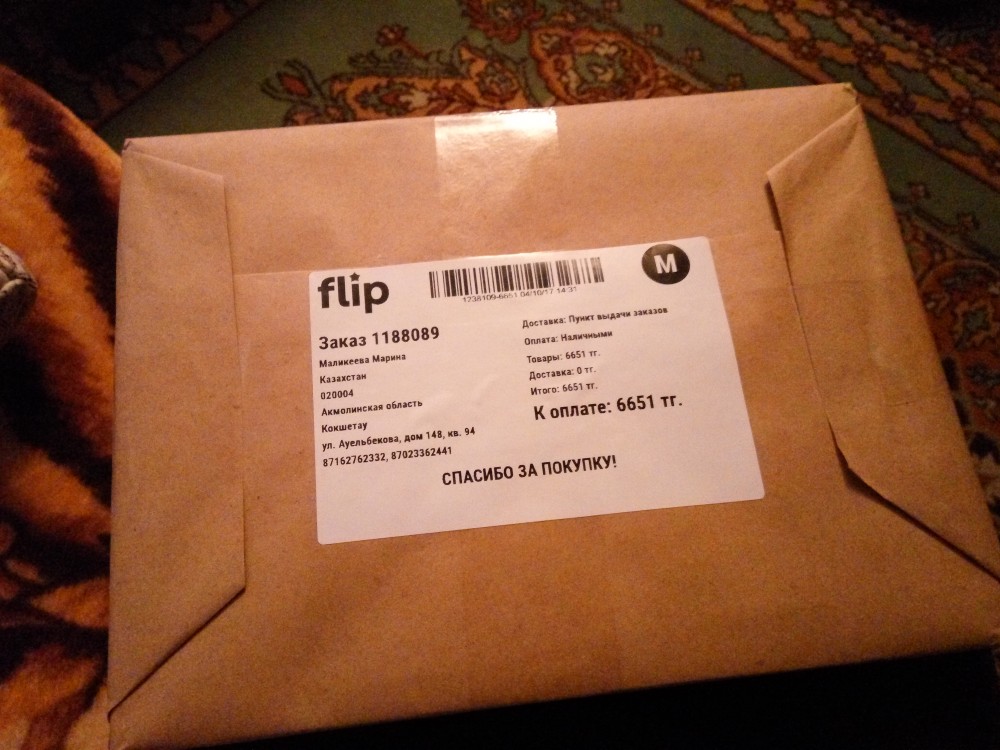 flip
1238109-6651 04/10/17 14:31
M
Заказ 1188089
Маликеева Марина
Казахстан
020004
Акмолинская область
Кокшетау
ул. Ауельбекова, дом 148, кв. 94
87162762332, 87023362441
Доставка: Пункт выдачи заказов
Оплата: Наличными
Товары: 6651 тг.
Доставка: 0 тг.
Итого: 6651 тг.
К оплате: 6651 тг.
СПАСИБО ЗА ПОКУПКУ!